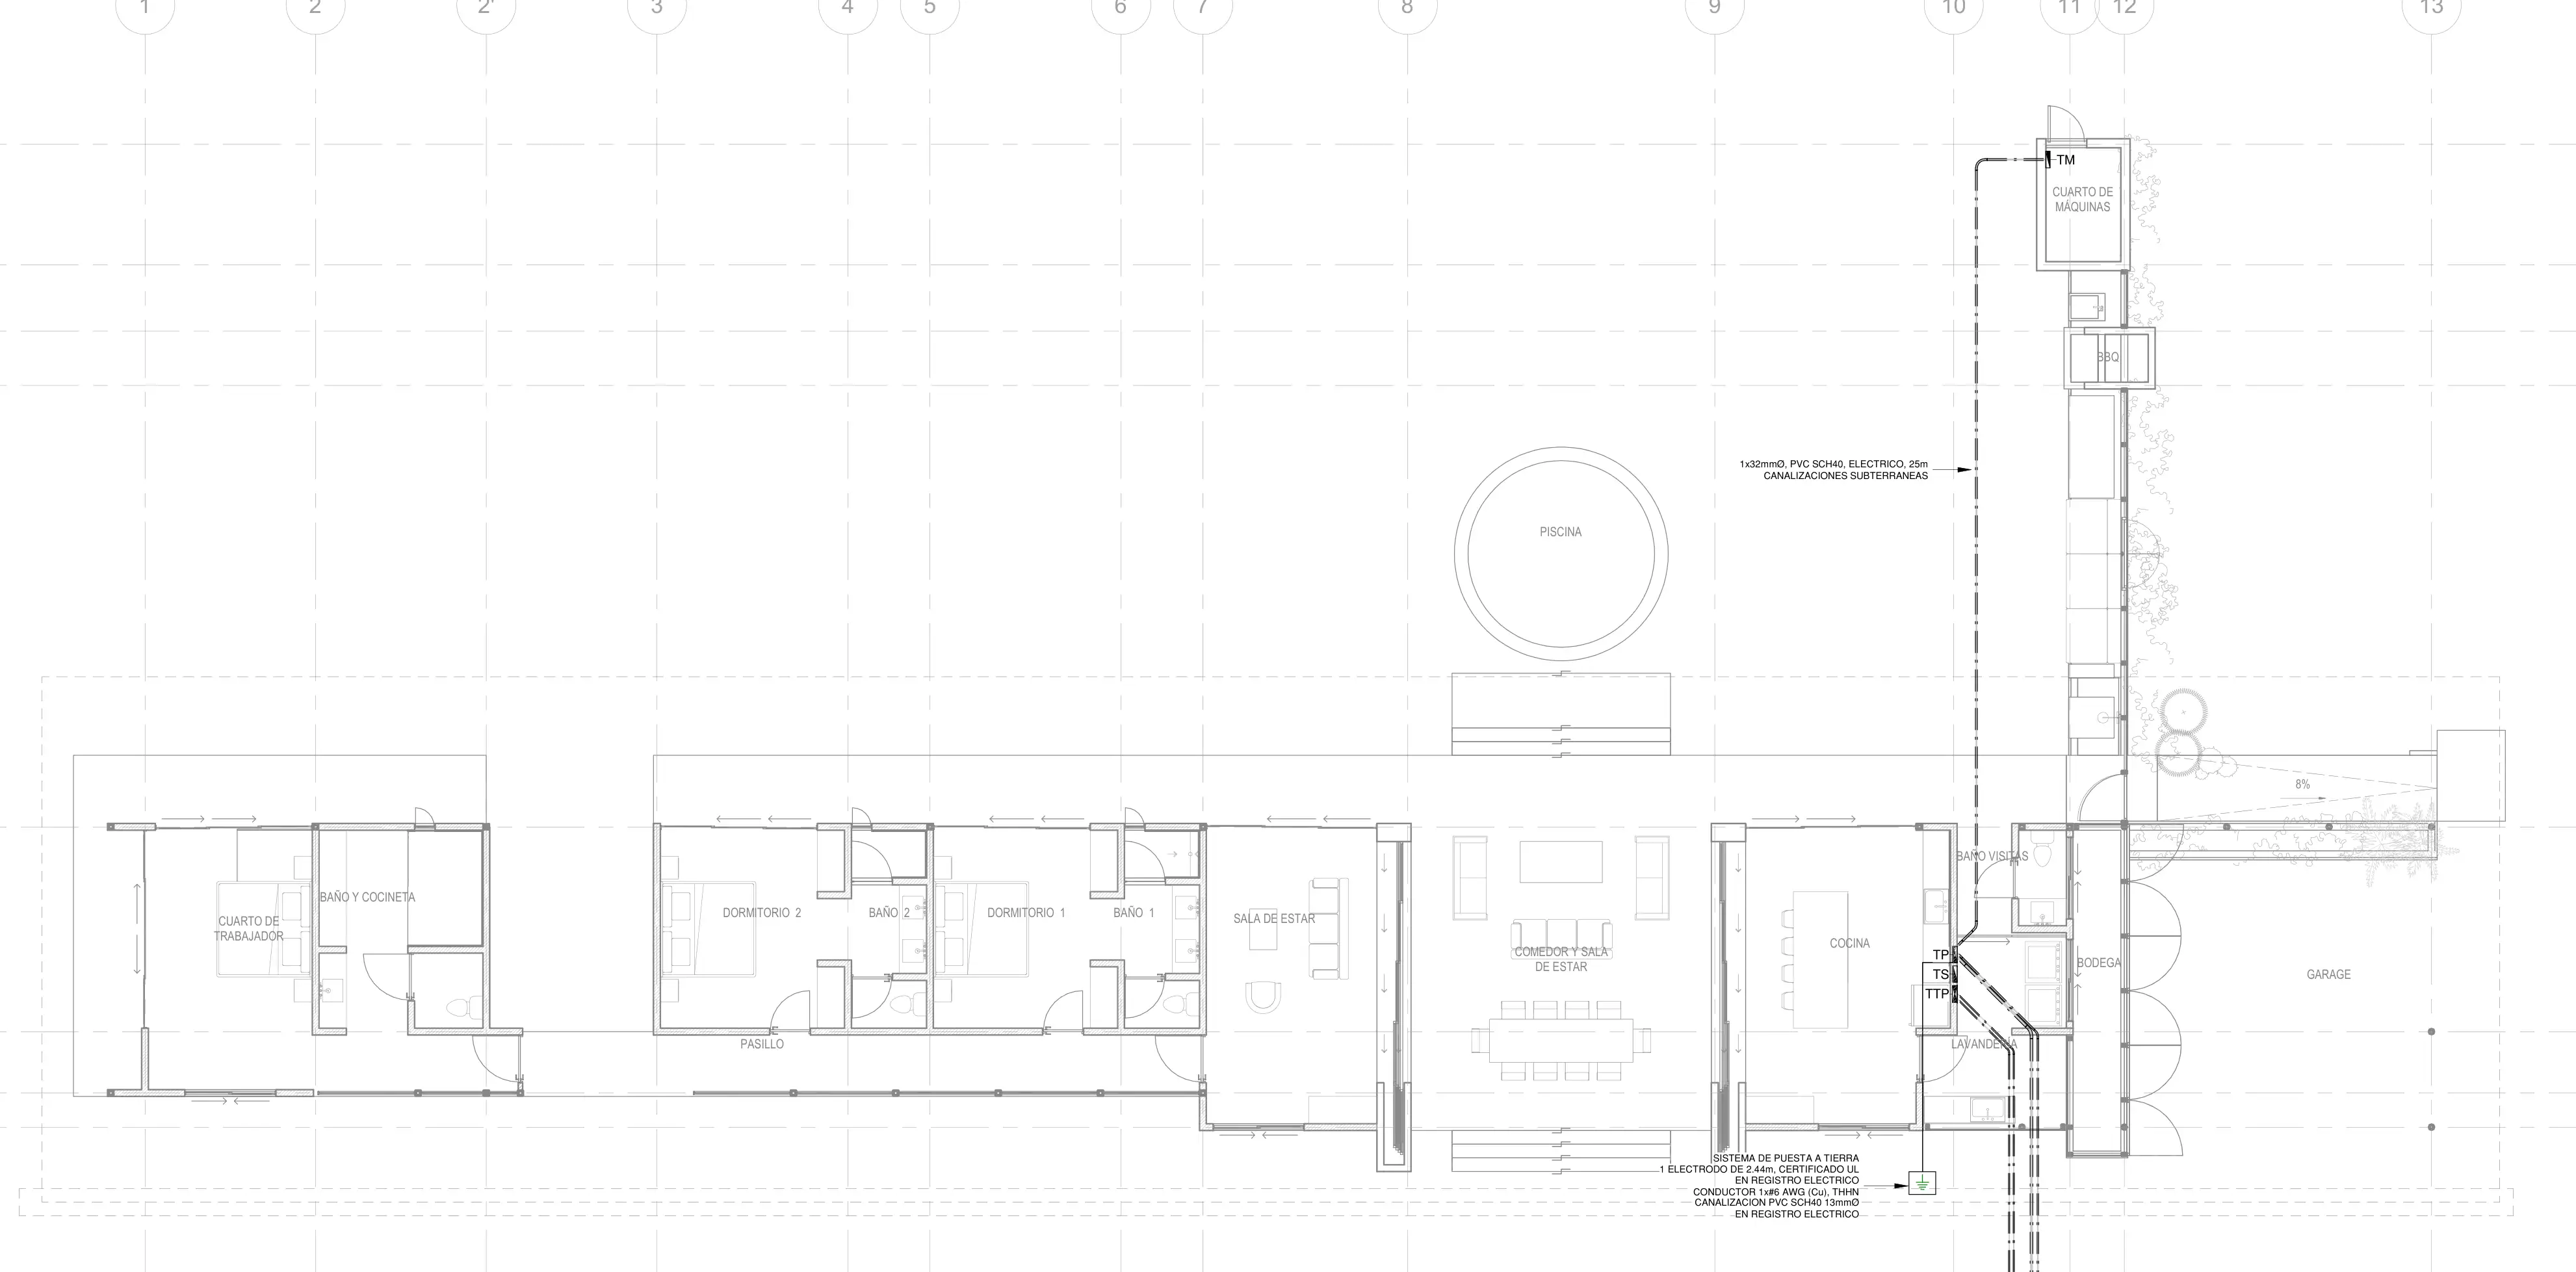 1 2 2' 3 4 5 6 7 8 9 10 11 12 13
TM
CUARTO DE
MÁQUINAS
BBQ
1x32mmØ, PVC SCH40, ELECTRICO, 25m
CANALIZACIONES SUBTERRANEAS
PISCINA
8%
BAÑO VISITAS
BAÑO Y COCINETA
CUARTO DE
TRABAJADOR
DORMITORIO 2
BAÑO 2
DORMITORIO 1
BAÑO 1
SALA DE ESTAR
COMEDOR Y SALA
DE ESTAR
COCINA
TP
TS
TTP
BODEGA
GARAGE
PASILLO
LAVANDERIA
SISTEMA DE PUESTA A TIERRA
1 ELECTRODO DE 2.44m, CERTIFICADO UL
EN REGISTRO ELECTRICO
CONDUCTOR 1x#6 AWG (Cu), THHN
CANALIZACION PVC SCH40 13mmØ
EN REGISTRO ELECTRICO